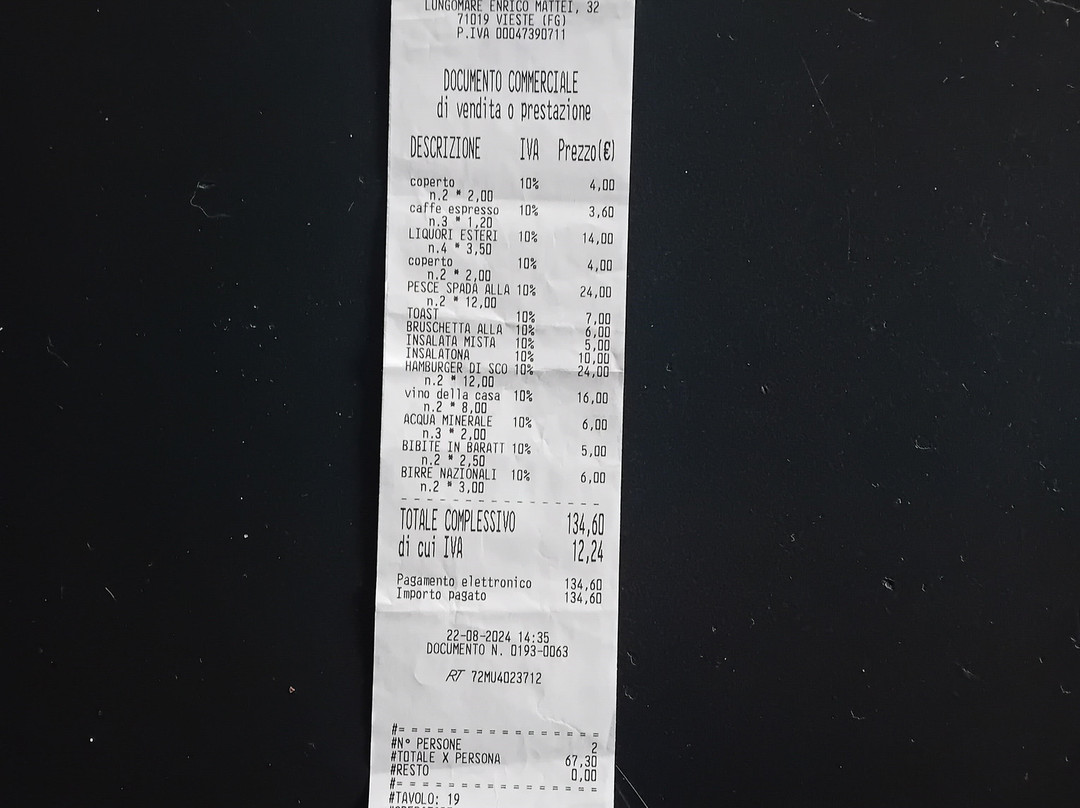 LUNGOMARE ENRICO MATTEI, 32
71019 VIESTE (FG)
P.IVA 00047390711
DOCUMENTO COMMERCIALE
di vendita o prestazione
DESCRIZIONE IVA Prezzo(€)
coperto 10% 4,00
n.2 * 2,00
caffe espresso 10% 3,60
n.3 * 1,20
LIQUORI ESTERI 10% 14,00
n.4 * 3,50
coperto 10% 4,00
n.2 * 2,00
PESCE SPADA ALLA 10% 24,00
n.2 * 12,00
TOAST 10% 7,00
BRUSCHETTA ALLA 10% 6,00
INSALATA MISTA 10% 5,00
INSALATONA 10% 10,00
HAMBURGER DI SCO 10% 24,00
n.2 * 12,00
vino della casa 10% 16,00
n.2 * 8,00
ACQUA MINERALE 10% 6,00
n.3 * 2,00
BIBITE IN BARATT 10% 5,00
n.2 * 2,50
BIRRE NAZIONALI 10% 6,00
n.2 * 3,00
- - - - - - - - - - - - - - - -
TOTALE COMPLESSIVO 134,60
di cui IVA 12,24
Pagamento elettronico 134,60
Importo pagato 134,60
22-08-2024 14:35
DOCUMENTO N. 0193-0063
RT 72MU4023712
#= = = = = = = = = = = = = = =
#N° PERSONE 2
#TOTALE X PERSONA 67,30
#RESTO 0,00
#= = = = = = = = = = = = = = =
#TAVOLO: 19